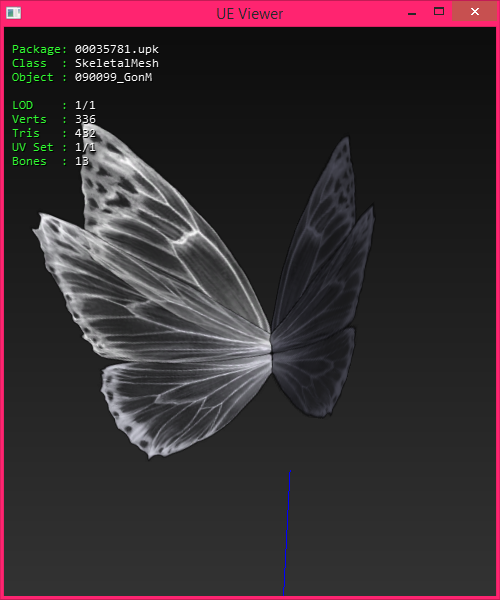 UE Viewer
Package: 00035781.upk
Class : SkeletalMesh
Object : 090099_GonM
LOD : 1/1
Verts : 336
Tris : 432
UV Set : 1/1
Bones : 13